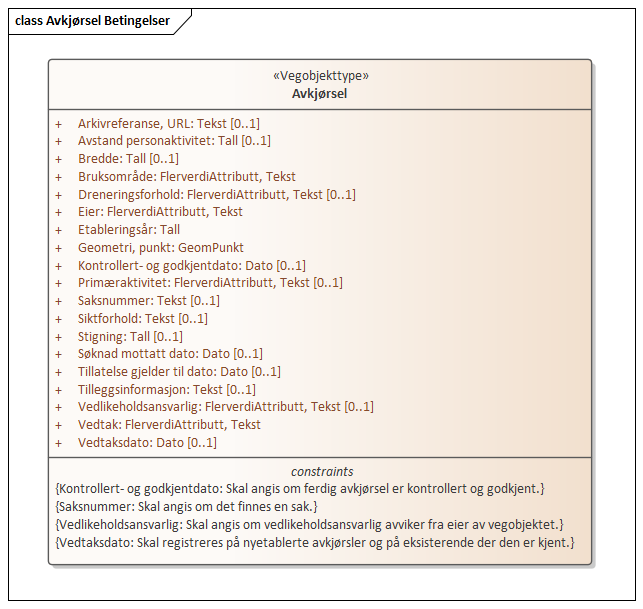 class Avkjørsel Betingelser
«Vegobjekttype»
Avkjørsel
+ Arkivreferanse, URL: Tekst [0..1]
+ Avstand personaktivitet: Tall [0..1]
+ Bredde: Tall [0..1]
+ Bruksområde: FlerverdiAttributt, Tekst
+ Dreneringsforhold: FlerverdiAttributt, Tekst [0..1]
+ Eier: FlerverdiAttributt, Tekst
+ Etableringsår: Tall
+ Geometri, punkt: GeomPunkt
+ Kontrollert- og godkjentdato: Dato [0..1]
+ Primæraktivitet: FlerverdiAttributt, Tekst [0..1]
+ Saksnummer: Tekst [0..1]
+ Siktforhold: Tekst [0..1]
+ Stigning: Tall [0..1]
+ Søknad mottatt dato: Dato [0..1]
+ Tillatelse gjelder til dato: Dato [0..1]
+ Tilleggsinformasjon: Tekst [0..1]
+ Vedlikeholdsansvarlig: FlerverdiAttributt, Tekst [0..1]
+ Vedtak: FlerverdiAttributt, Tekst
+ Vedtaksdato: Dato [0..1]
constraints
{Kontrollert- og godkjentdato: Skal angis om ferdig avkjørsel er kontrollert og godkjent.}
{Saksnummer: Skal angis om det finnes en sak.}
{Vedlikeholdsansvarlig: Skal angis om vedlikeholdsansvarlig avviker fra eier av vegobjektet.}
{Vedtaksdato: Skal registreres på nyetablerte avkjørsler og på eksisterende der den er kjent.}